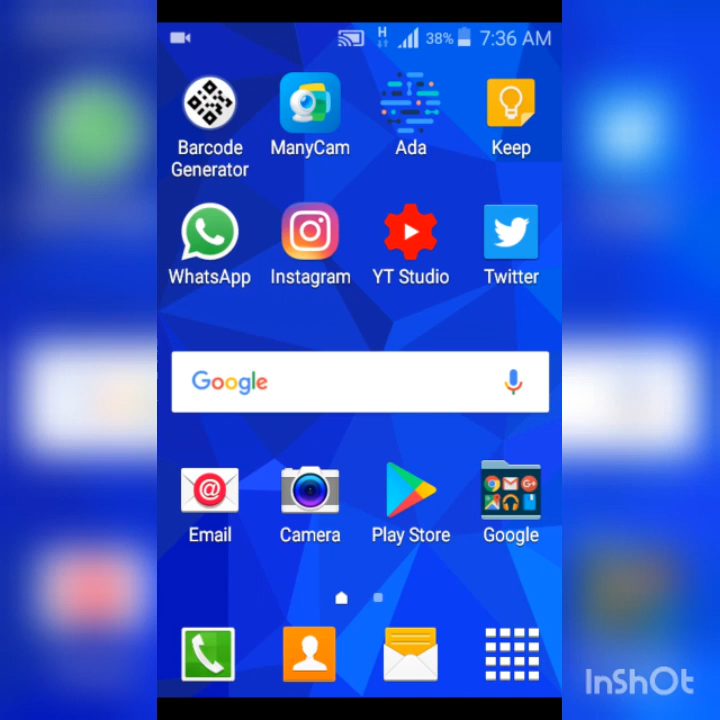 H 38% 7:36 AM
Barcode Generator ManyCam Ada Keep
WhatsApp Instagram YT Studio Twitter
Google
@
Email Camera Play Store Google
InShOt